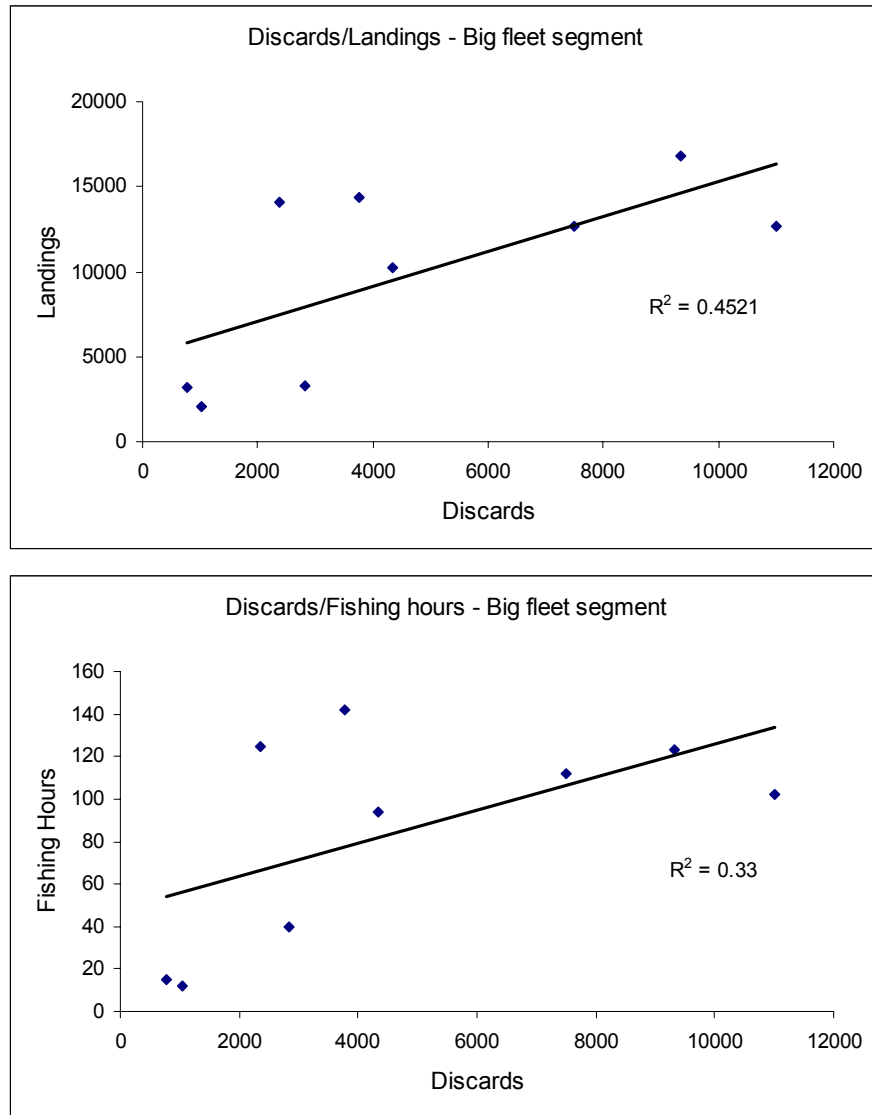 Discards/Landings - Big fleet segment
20000
15000
10000
5000
0
Landings
R² = 0.4521
0 2000 4000 6000 8000 10000 12000
Discards
Discards/Fishing hours - Big fleet segment
160
140
120
100
80
60
40
20
0
Fishing Hours
R² = 0.33
0 2000 4000 6000 8000 10000 12000
Discards